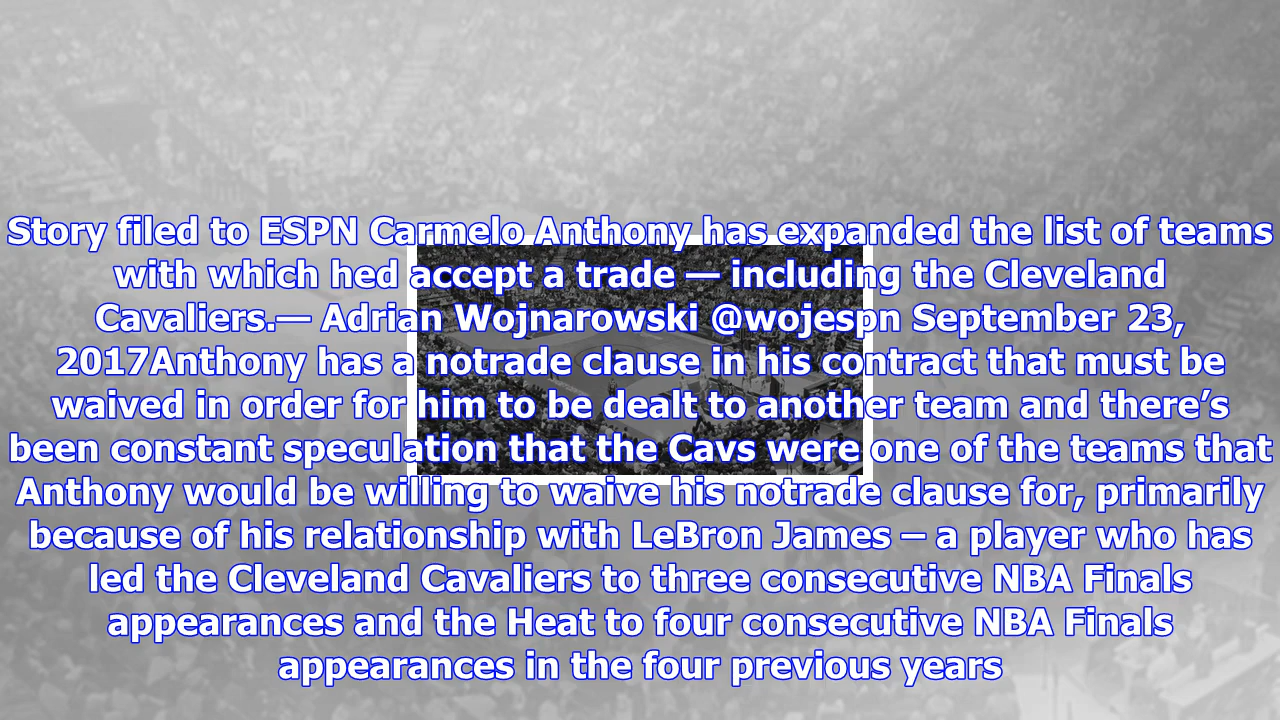 Story filed to ESPN Carmelo Anthony has expanded the list of teams
with which hed accept a trade — including the Cleveland
Cavaliers.— Adrian Wojnarowski @wojespn September 23,
2017Anthony has a notrade clause in his contract that must be
waived in order for him to be dealt to another team and there’s
been constant speculation that the Cavs were one of the teams that
Anthony would be willing to waive his notrade clause for, primarily
because of his relationship with LeBron James – a player who has
led the Cleveland Cavaliers to three consecutive NBA Finals
appearances and the Heat to four consecutive NBA Finals
appearances in the four previous years